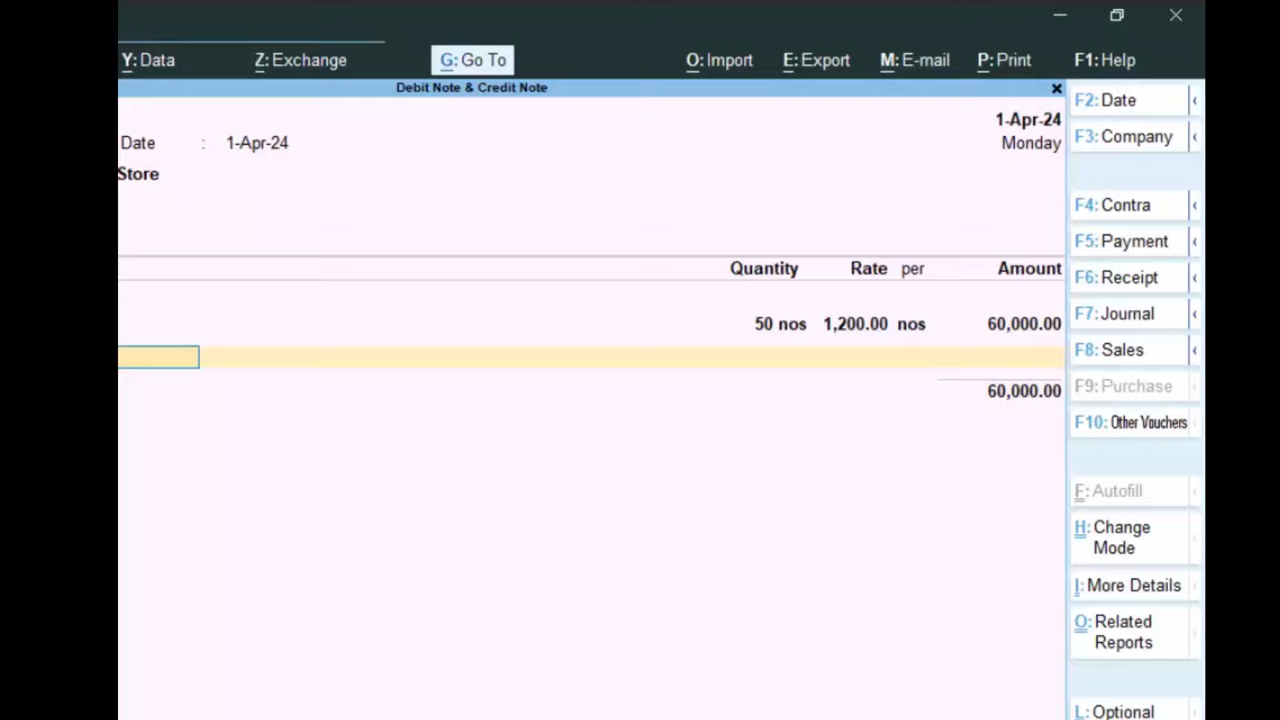 Y: Data Z: Exchange G: Go To O: Import E: Export M: E-mail P: Print F1: Help
Debit Note & Credit Note
1-Apr-24
Date : 1-Apr-24 Monday
Store
Quantity Rate per Amount
50 nos 1,200.00 nos 60,000.00
60,000.00
F2: Date
F3: Company
F4: Contra
F5: Payment
F6: Receipt
F7: Journal
F8: Sales
F9: Purchase
F10: Other Vouchers
F: Autofill
H: Change
Mode
I: More Details
O: Related
Reports
L: Optional